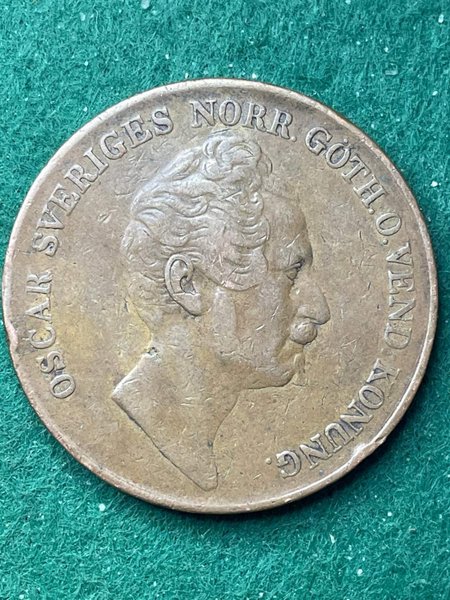 OSCAR SVERIGES NORR. GÖTH. O. VEND. KONUNG.